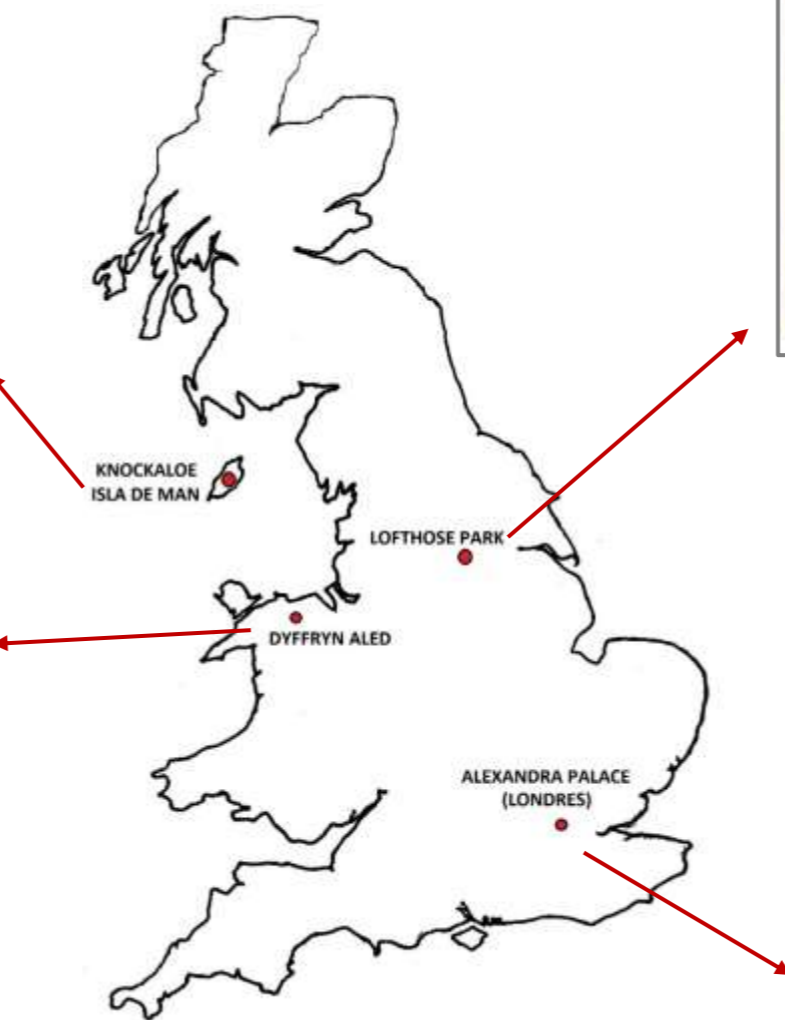 KNOCKALOE
ISLA DE MAN
LOFTHOSE PARK
DYFFRYN ALED
ALEXANDRA PALACE
(LONDRES)